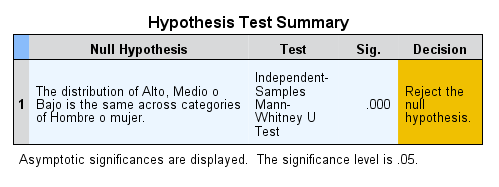 Hypothesis Test Summary
Null Hypothesis Test Sig. Decision
1 The distribution of Alto, Medio o Bajo is the same across categories of Hombre o mujer. Independent-Samples Mann-Whitney U Test .000 Reject the null hypothesis.
Asymptotic significances are displayed. The significance level is .05.